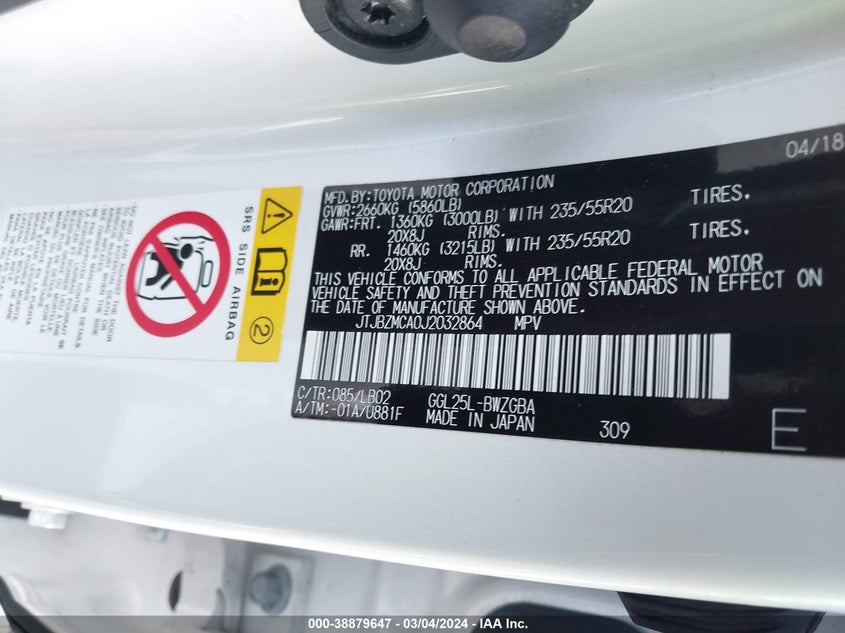 04/18
MFD.BY:TOYOTA MOTOR CORPORATION
GVWR:2660KG (5860LB)
GAWR:FRT. 1360KG (3000LB) WITH 235/55R20 TIRES.
20X8J RIMS.
RR. 1460KG (3215LB) WITH 235/55R20 TIRES.
20X8J RIMS.
THIS VEHICLE CONFORMS TO ALL APPLICABLE FEDERAL MOTOR
VEHICLE SAFETY AND THEFT PREVENTION STANDARDS IN EFFECT ON
THE DATE OF MANUFACTURE SHOWN ABOVE.
JTJBZMCA0J2032864 MPV
C/TR:085/LB02 GGL25L-BWZGBA
A/TM:-01A/U881F MADE IN JAPAN 309 E
SRS SIDE AIRBAG
2
000-38879647 - 03/04/2024 - IAA Inc.